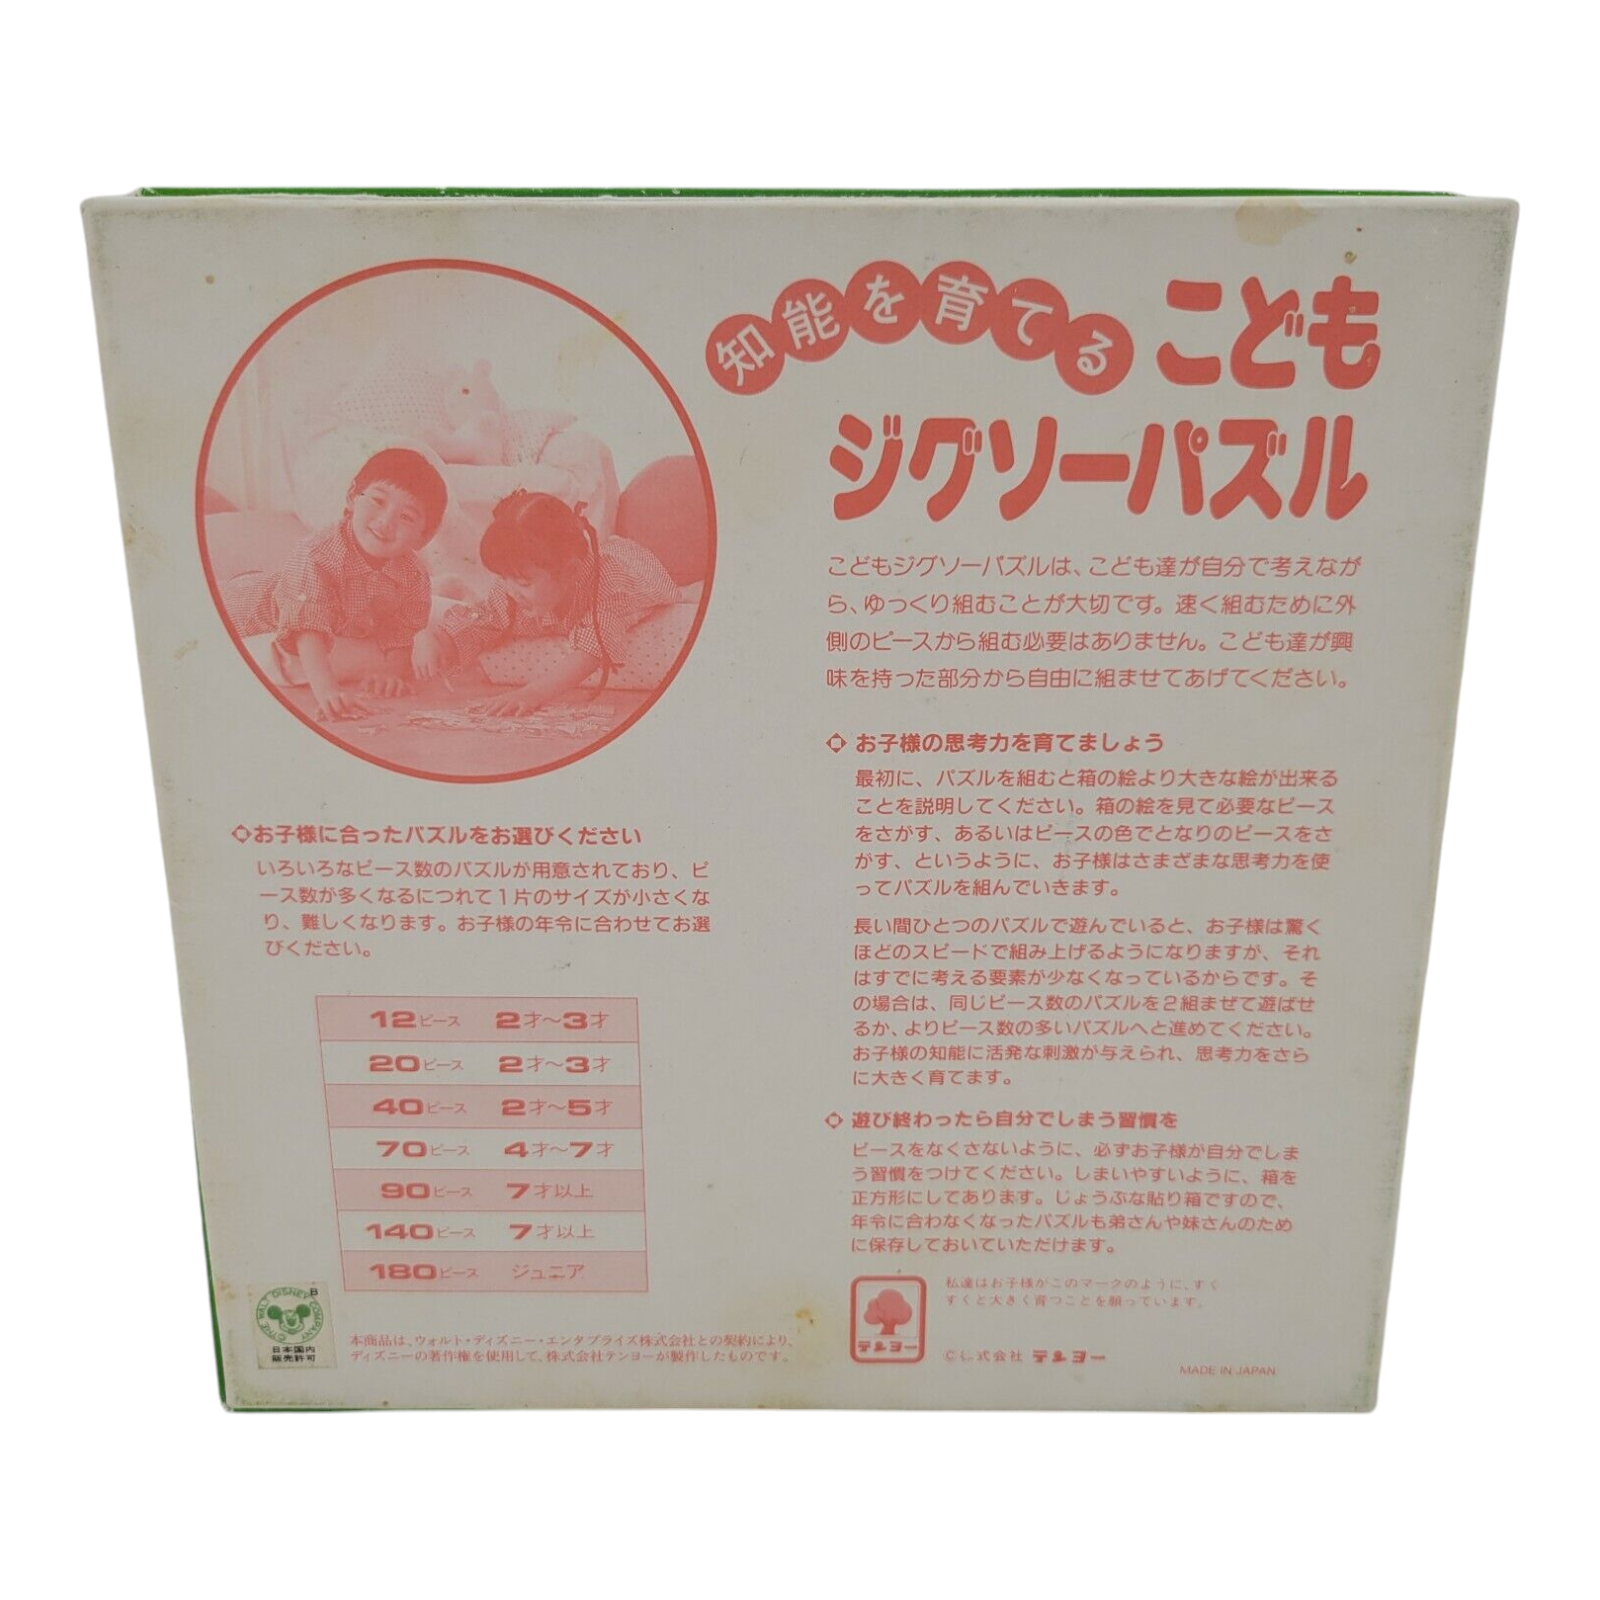 知能を育てる こども
ジグソーパズル
こどもジグソーパズルは、こども達が自分で考えなが
ら、ゆっくり組むことが大切です。速く組むために外
側のピースから組む必要はありません。こども達が興
味を持った部分から自由に組ませてあげてください。
お子様の思考力を育てましょう
最初に、パズルを組むと箱の絵より大きな絵が出来る
ことを説明してください。箱の絵を見て必要なピース
をさがす、あるいはピースの色でとなりのピースをさ
がす、というように、お子様はさまざまな思考力を使
ってパズルを組んでいきます。
長い間ひとつのパズルで遊んでいると、お子様は驚く
ほどのスピードで組み上げるようになりますが、それ
はすでに考える要素が少なくなっているからです。そ
の場合は、同じピース数のパズルを2組まぜて遊ばせ
るか、よりピース数の多いパズルへと進めてください。
お子様の知能に活発な刺激が与えられ、思考力をさら
に大きく育てます。
遊び終わったら自分でしまう習慣を
ピースをなくさないように、必ずお子様が自分でしま
う習慣をつけてください。しまいやすいように、箱を
正方形にしてあります。じょうぶな貼り箱ですので、
年令に合わなくなったパズルも弟さんや妹さんのため
に保存しておいていただけます。
お子様に合ったパズルをお選びください
いろいろなピース数のパズルが用意されており、ピ
ース数が多くなるにつれて1片のサイズが小さくな
り、難しくなります。お子様の年令に合わせてお選
びください。
12ピース 2才〜3才
20ピース 2才〜3才
40ピース 2才〜5才
70ピース 4才〜7才
90ピース 7才以上
140ピース 7才以上
180ピース ジュニア
B
© THE WALT DISNEY COMPANY
日本国内
販売許可
本商品は、ウォルト・ディズニー・エンタプライズ株式会社との契約により、
ディズニーの著作権を使用して、株式会社テンヨーが製作したものです。
テンヨー
私達はお子様がこのマークのように、すく
すくと大きく育つことを願っています。
©株式会社 テンヨー
MADE IN JAPAN